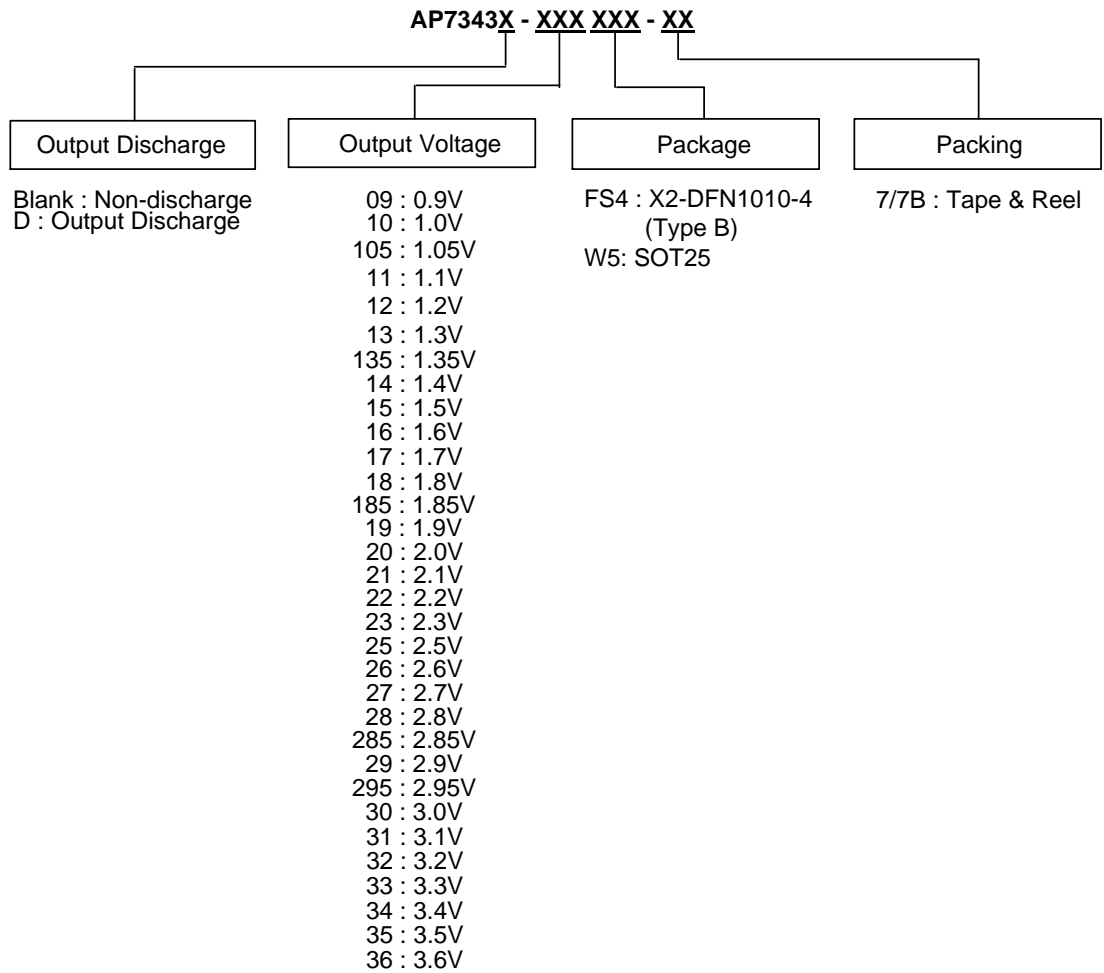 AP7343X - XXX XXX - XX
Output Discharge
Blank : Non-discharge
D : Output Discharge
Output Voltage
09 : 0.9V
10 : 1.0V
105 : 1.05V
11 : 1.1V
12 : 1.2V
13 : 1.3V
135 : 1.35V
14 : 1.4V
15 : 1.5V
16 : 1.6V
17 : 1.7V
18 : 1.8V
185 : 1.85V
19 : 1.9V
20 : 2.0V
21 : 2.1V
22 : 2.2V
23 : 2.3V
25 : 2.5V
26 : 2.6V
27 : 2.7V
28 : 2.8V
285 : 2.85V
29 : 2.9V
295 : 2.95V
30 : 3.0V
31 : 3.1V
32 : 3.2V
33 : 3.3V
34 : 3.4V
35 : 3.5V
36 : 3.6V
Package
FS4 : X2-DFN1010-4
(Type B)
W5: SOT25
Packing
7/7B : Tape & Reel